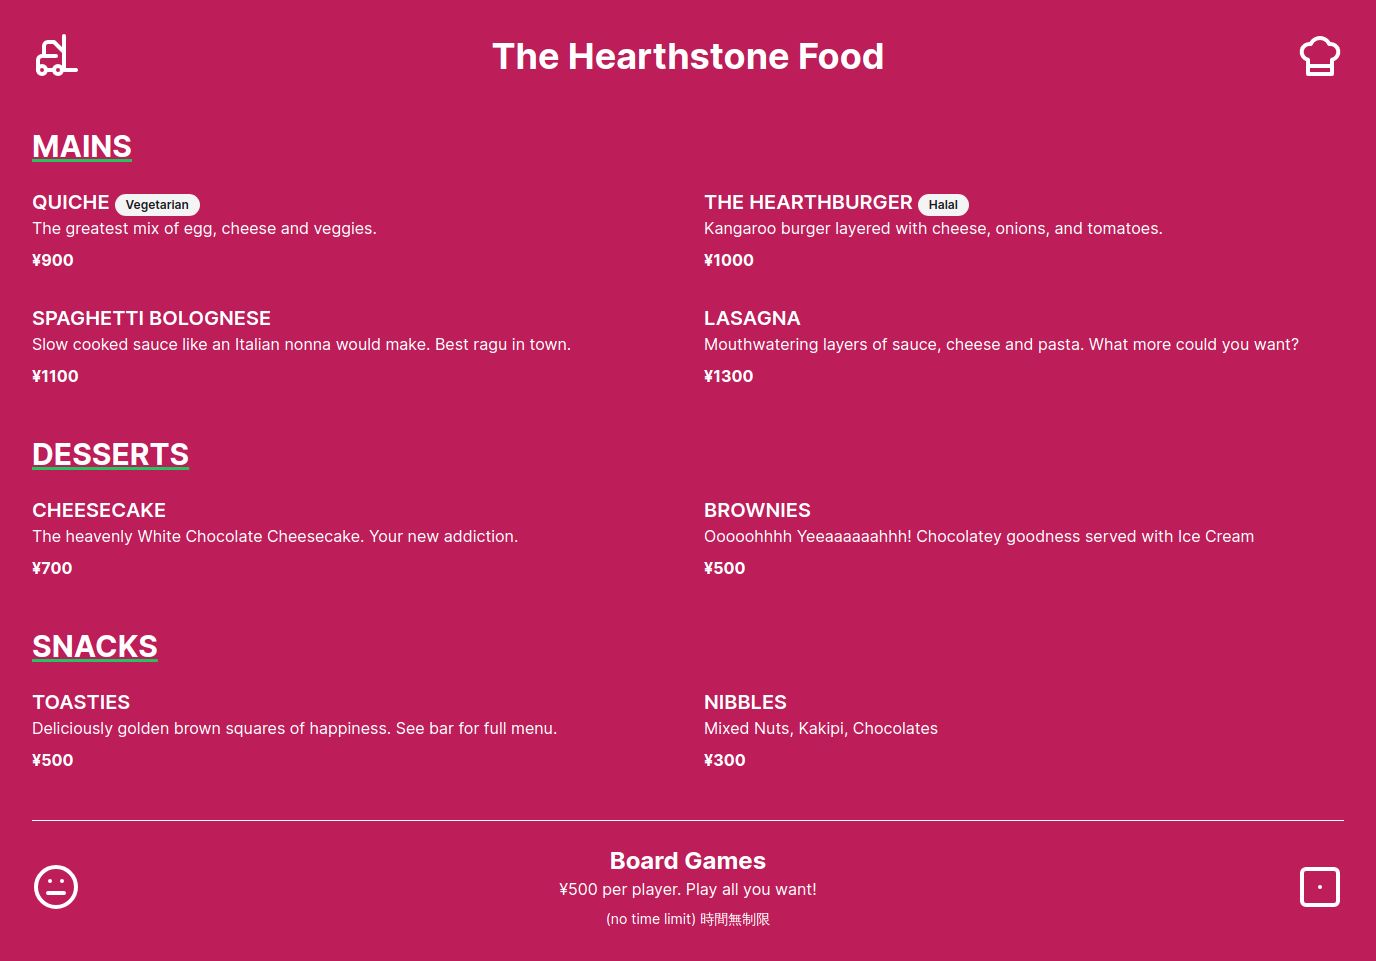 The Hearthstone Food
MAINS
QUICHE Vegetarian
The greatest mix of egg, cheese and veggies.
¥900
THE HEARTHBURGER Halal
Kangaroo burger layered with cheese, onions, and tomatoes.
¥1000
SPAGHETTI BOLOGNESE
Slow cooked sauce like an Italian nonna would make. Best ragu in town.
¥1100
LASAGNA
Mouthwatering layers of sauce, cheese and pasta. What more could you want?
¥1300
DESSERTS
CHEESECAKE
The heavenly White Chocolate Cheesecake. Your new addiction.
¥700
BROWNIES
Ooooohhhh Yeeaaaaaahhh! Chocolatey goodness served with Ice Cream
¥500
SNACKS
TOASTIES
Deliciously golden brown squares of happiness. See bar for full menu.
¥500
NIBBLES
Mixed Nuts, Kakipi, Chocolates
¥300
Board Games
¥500 per player. Play all you want!
(no time limit) 時間無制限